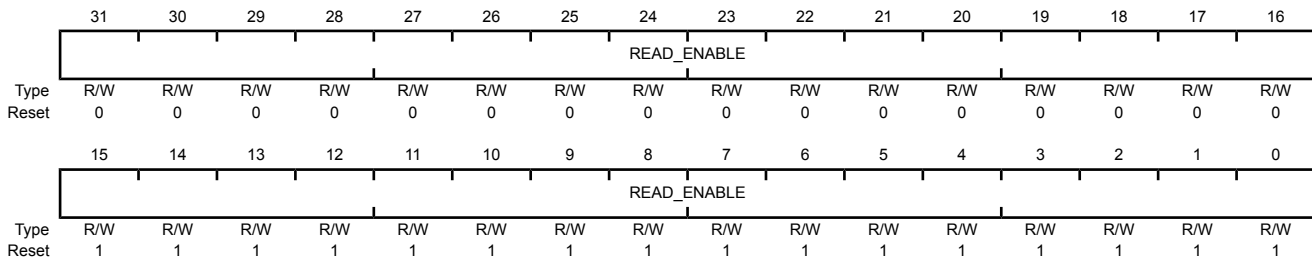 31 30 29 28 27 26 25 24 23 22 21 20 19 18 17 16
READ_ENABLE
Type R/W R/W R/W R/W R/W R/W R/W R/W R/W R/W R/W R/W R/W R/W R/W R/W
Reset 0 0 0 0 0 0 0 0 0 0 0 0 0 0 0 0
15 14 13 12 11 10 9 8 7 6 5 4 3 2 1 0
READ_ENABLE
Type R/W R/W R/W R/W R/W R/W R/W R/W R/W R/W R/W R/W R/W R/W R/W R/W
Reset 1 1 1 1 1 1 1 1 1 1 1 1 1 1 1 1